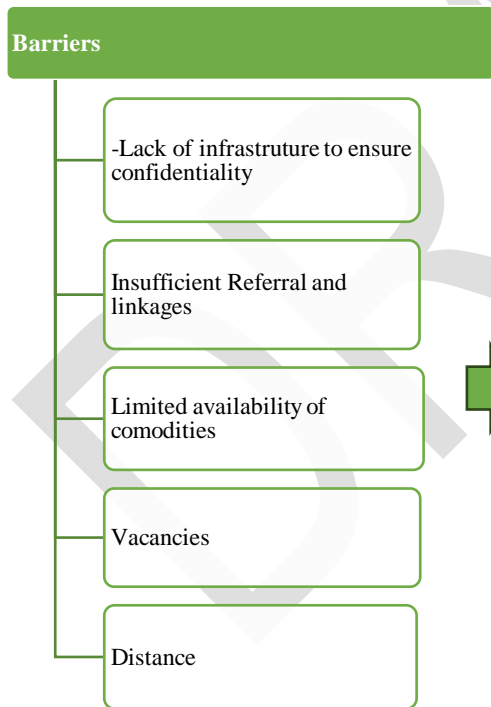 Barriers
-Lack of infrastruture to ensure
confidentiality
Insufficient Referral and
linkages
Limited availability of
comodities
Vacancies
Distance